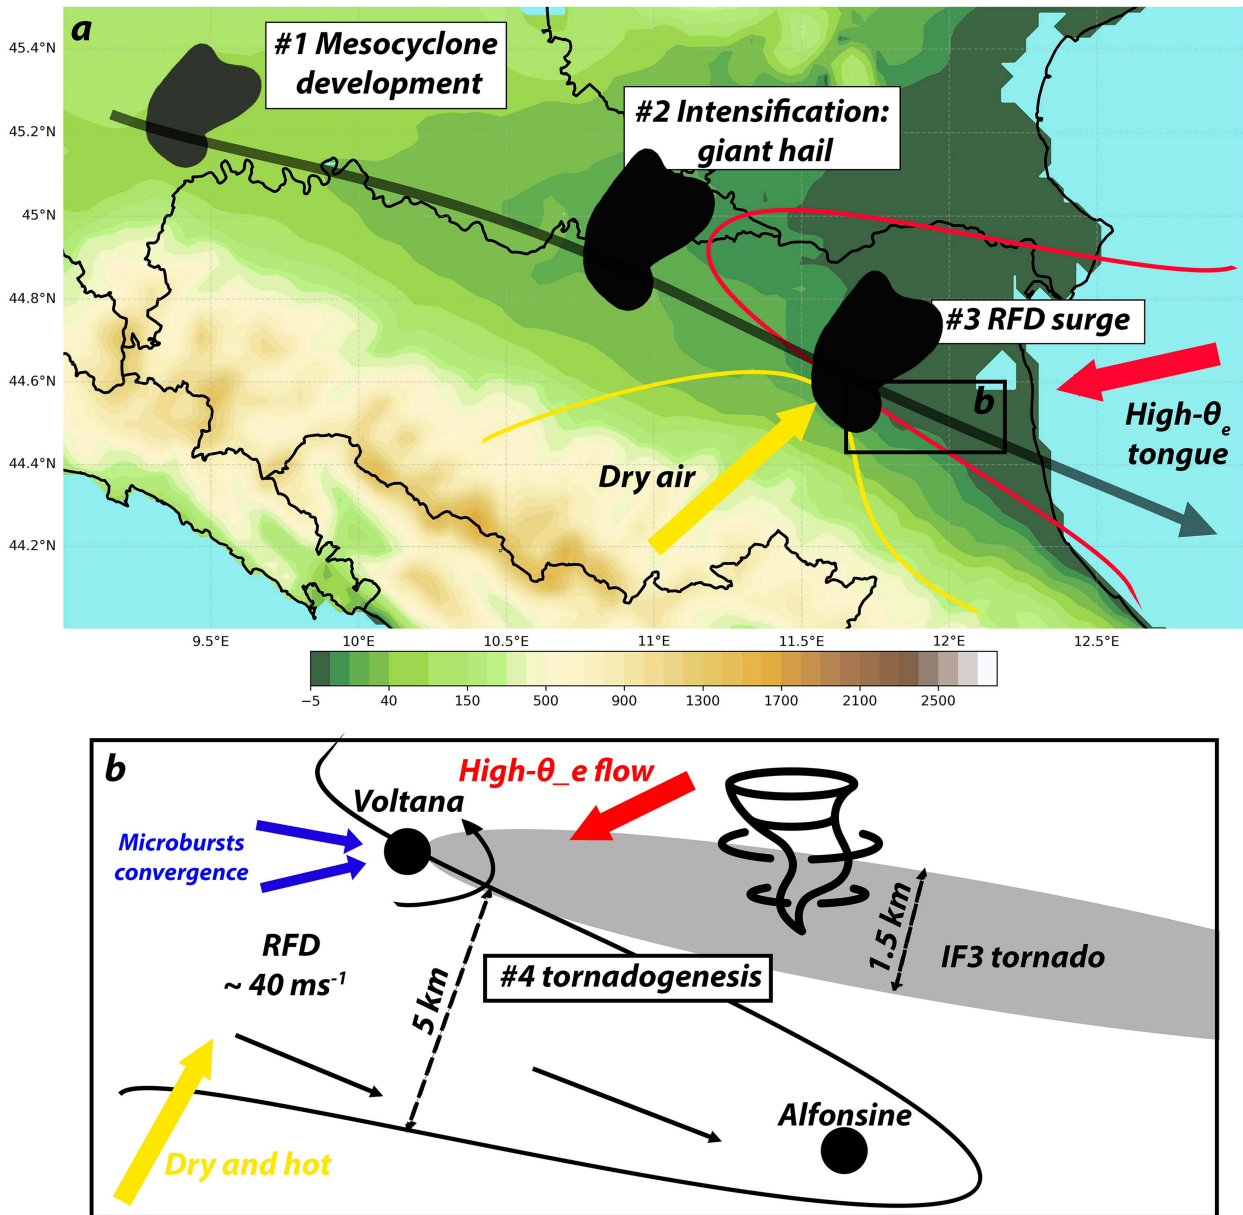 a
#1 Mesocyclone
development
#2 Intensification:
giant hail
#3 RFD surge
b
High-θe
tongue
Dry air
45.4°N
45.2°N
45°N
44.8°N
44.6°N
44.4°N
44.2°N
9.5°E
10°E
10.5°E
11°E
11.5°E
12°E
12.5°E
−5
40
150
500
900
1300
1700
2100
2500
b
High-θ_e flow
Voltana
Microbursts
convergence
RFD
~ 40 ms-1
#4 tornadogenesis
5 km
1.5 km
IF3 tornado
Alfonsine
Dry and hot